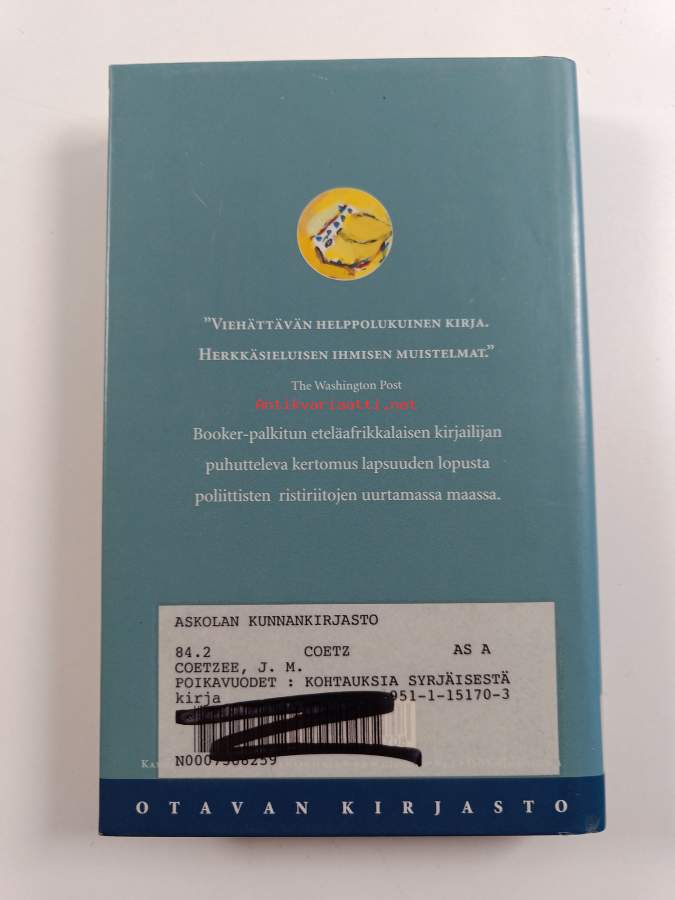 ”Viehättävän helppolukuinen kirja.
Herkkäsieluisen ihmisen muistelmat.”
The Washington Post
Antikvariaatti.net
Booker-palkitun eteläafrikkalaisen kirjailijan
puhutteleva kertomus lapsuuden lopusta
poliittisten ristiriitojen uurtamassa maassa.
ASKOLAN KUNNANKIRJASTO
84.2 COETZ AS A
COETZEE, J. M.
POIKAVUODET : KOHTAUKSIA SYRJÄISESTÄ
kirja 951-1-15170-3
OTAVAN KIRJASTO